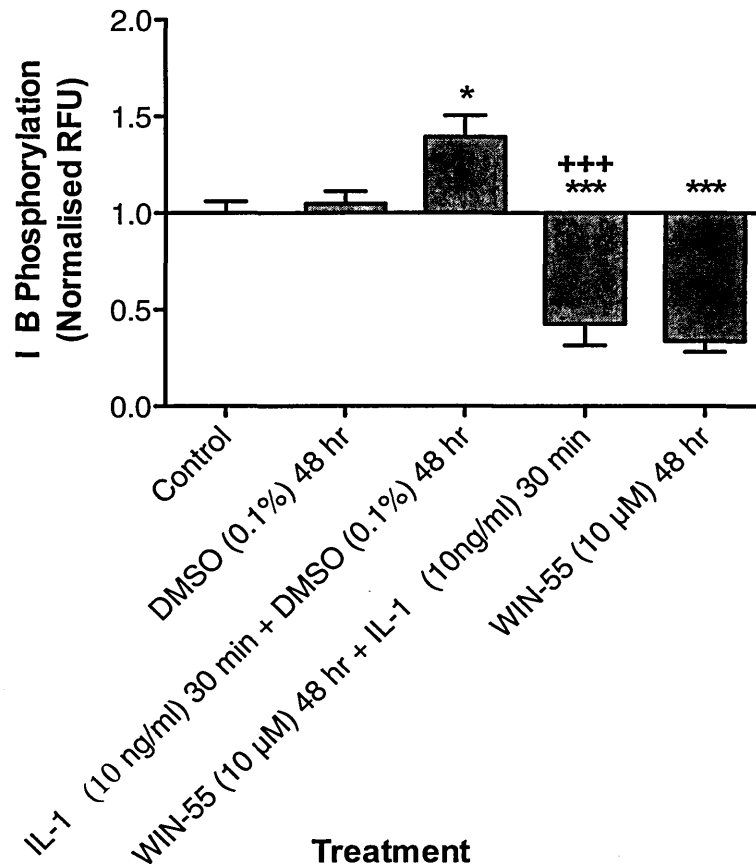 I B Phosphorylation
(Normalised RFU)
2.0
1.5
1.0
0.5
0.0
*
+++
***
***
Control
DMSO (0.1%) 48 hr
IL-1 (10 ng/ml) 30 min + DMSO (0.1%) 48 hr
WIN-55 (10 µM) 48 hr + IL-1 (10ng/ml) 30 min
WIN-55 (10 µM) 48 hr
Treatment